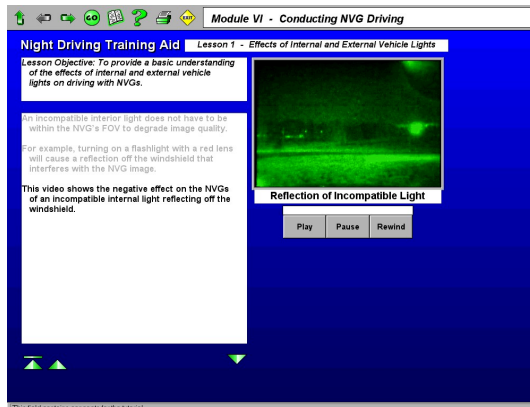 GO
EXIT
Module VI - Conducting NVG Driving
Night Driving Training Aid
Lesson 1 - Effects of Internal and External Vehicle Lights
Lesson Objective: To provide a basic understanding
of the effects of internal and external vehicle
lights on driving with NVGs.
An incompatible interior light does not have to be
within the NVG's FOV to degrade image quality.
For example, turning on a flashlight with a red lens
will cause a reflection off the windshield that
interferes with the NVG image.
This video shows the negative effect on the NVGs
of an incompatible internal light reflecting off the
windshield.
Reflection of Incompatible Light
Play Pause Rewind